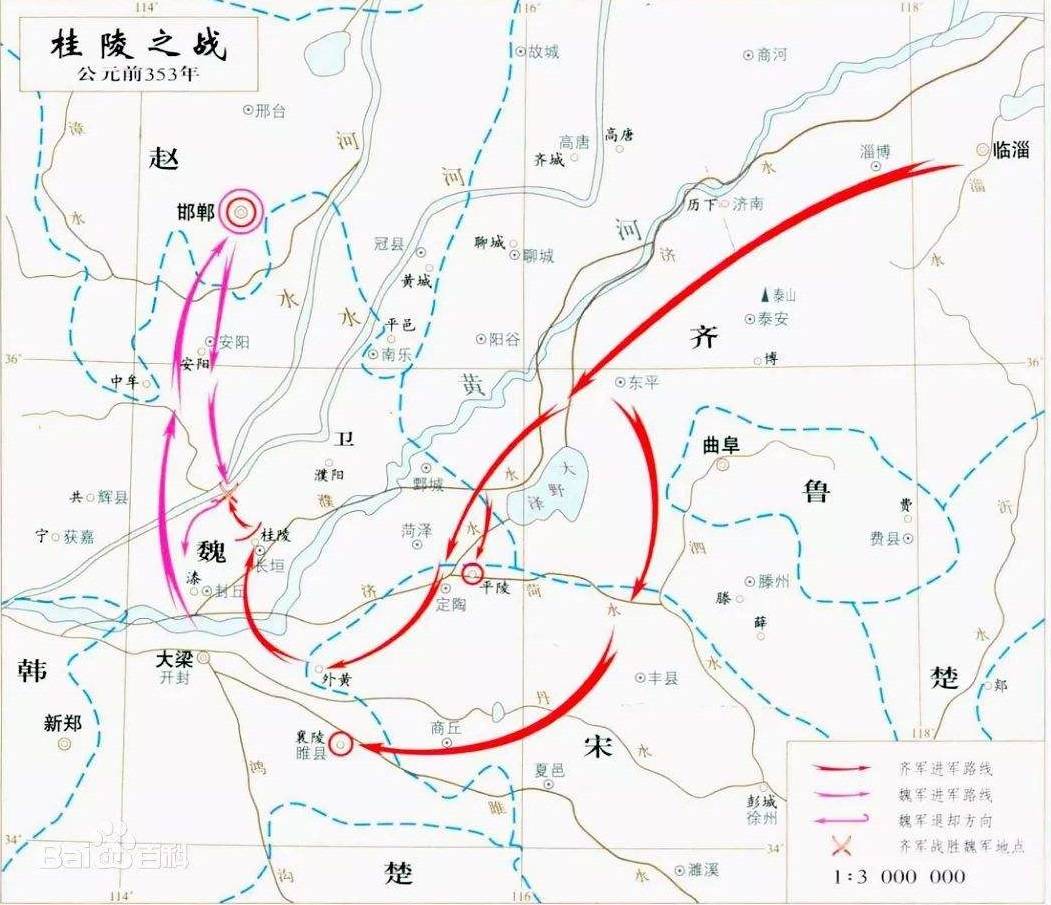 114°
116°
118°
桂陵之战
公元前353年
故城
商河
邢台
漳
水
赵
河
河
高唐
高唐
齐城
淄博
临淄
淄
水
水
邯郸
历下
济南
河
济
冠县
聊城
聊城
黄城
水
水
泰山
泰安
平邑
南乐
阳谷
齐
博
安阳
安阳
36°
36°
中牟
黄
东平
卫
濮阳
鄄城
水
大
野
泽
曲阜
鲁
共
辉县
濮
宁
获嘉
桂陵
菏泽
水
费
费县
沂
魏
长垣
泗
漆
封丘
济
定陶
平陵
菏
水
滕州
滕
薛
水
水
大梁
开封
外黄
韩
丰县
楚
郯
新郑
丹
水
襄陵
睢县
商丘
宋
118°
鸿
夏邑
睢
彭城
徐州
齐军进军路线
魏军进军路线
魏军退却方向
齐军战胜魏军地点
1:3 000 000
34°
34°
Bai 百科
沟
楚
水
濉溪
114°
116°